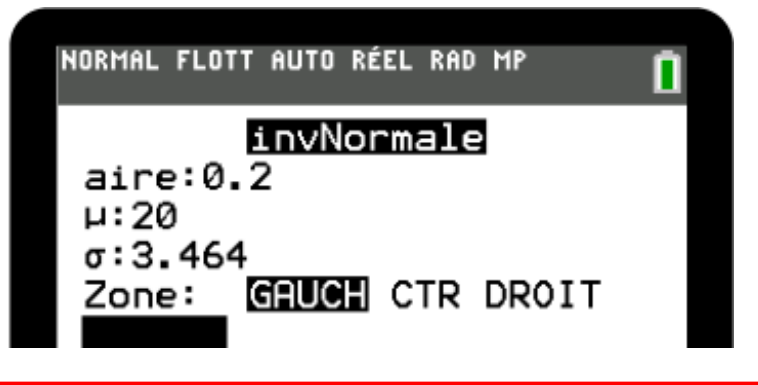 NORMAL FLOTT AUTO RÉEL RAD MP
invNormale
aire:0.2
μ:20
σ:3.464
Zone: GAUCH CTR DROIT